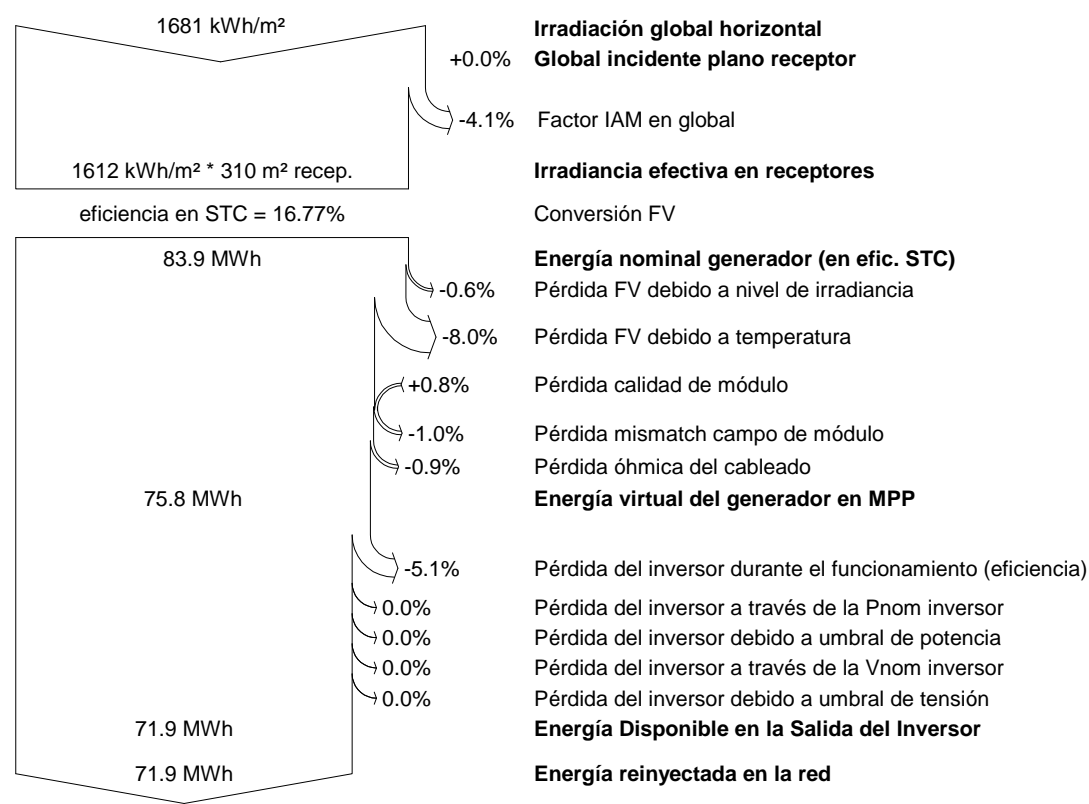 1681 kWh/m² Irradiación global horizontal
+0.0% Global incidente plano receptor
-4.1% Factor IAM en global
1612 kWh/m² * 310 m² recep. Irradiancia efectiva en receptores
eficiencia en STC = 16.77% Conversión FV
83.9 MWh Energía nominal generador (en efic. STC)
-0.6% Pérdida FV debido a nivel de irradiancia
-8.0% Pérdida FV debido a temperatura
+0.8% Pérdida calidad de módulo
-1.0% Pérdida mismatch campo de módulo
-0.9% Pérdida óhmica del cableado
75.8 MWh Energía virtual del generador en MPP
-5.1% Pérdida del inversor durante el funcionamiento (eficiencia)
0.0% Pérdida del inversor a través de la Pnom inversor
0.0% Pérdida del inversor debido a umbral de potencia
0.0% Pérdida del inversor a través de la Vnom inversor
0.0% Pérdida del inversor debido a umbral de tensión
71.9 MWh Energía Disponible en la Salida del Inversor
71.9 MWh Energía reinyectada en la red